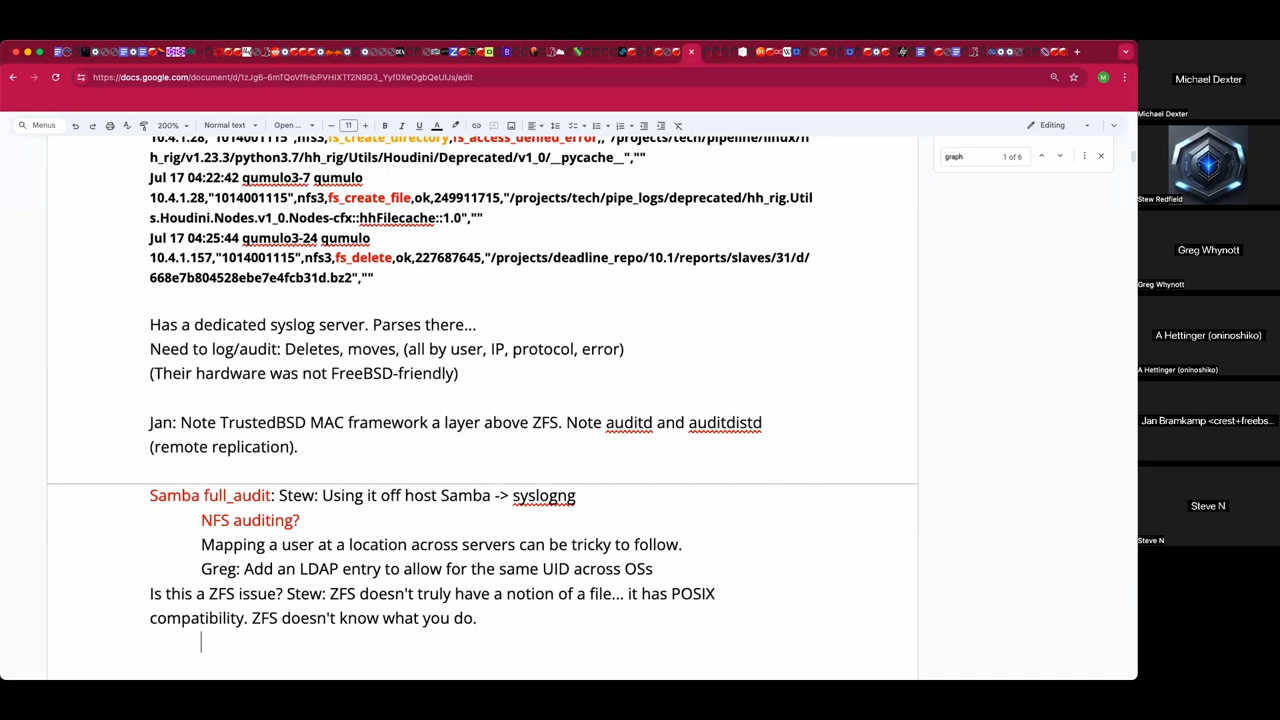 https://docs.google.com/document/d/1zJg6-6mTQoVffHbPVHIXTf2N9D3_Yyf0XeOgbQeUIJs/edit
Menus
200%
Normal text
Open ...
11
Editing
graph
1 of 6
10.4.1.28,"1014001115",nfs3,fs_create_directory,fs_access_denied_error,,"/projects/tech/pipeline/linux/h
h_rig/v1.23.3/python3.7/hh_rig/Utils/Houdini/Deprecated/v1_0/__pycache__",""
Jul 17 04:22:42 qumulo3-7 qumulo
10.4.1.28,"1014001115",nfs3,fs_create_file,ok,249911715,"/projects/tech/pipe_logs/deprecated/hh_rig.Util
s.Houdini.Nodes.v1_0.Nodes-cfx::hhFilecache::1.0",""
Jul 17 04:25:44 qumulo3-24 qumulo
10.4.1.157,"1014001115",nfs3,fs_delete,ok,227687645,"/projects/deadline_repo/10.1/reports/slaves/31/d/
668e7b804528ebe7e4fcb31d.bz2",""
Has a dedicated syslog server. Parses there...
Need to log/audit: Deletes, moves, (all by user, IP, protocol, error)
(Their hardware was not FreeBSD-friendly)
Jan: Note TrustedBSD MAC framework a layer above ZFS. Note auditd and auditdistd
(remote replication).
Samba full_audit: Stew: Using it off host Samba -> syslogng
NFS auditing?
Mapping a user at a location across servers can be tricky to follow.
Greg: Add an LDAP entry to allow for the same UID across OSs
Is this a ZFS issue? Stew: ZFS doesn't truly have a notion of a file... it has POSIX
compatibility. ZFS doesn't know what you do.
Michael Dexter
Michael Dexter
Stew Redfield
Greg Whynott
Greg Whynott
A Hettinger (oninoshiko)
A Hettinger (oninoshiko)
Jan Bramkamp <crest+freebs...
Jan Bramkamp <crest+freebs...
Steve N
Steve N